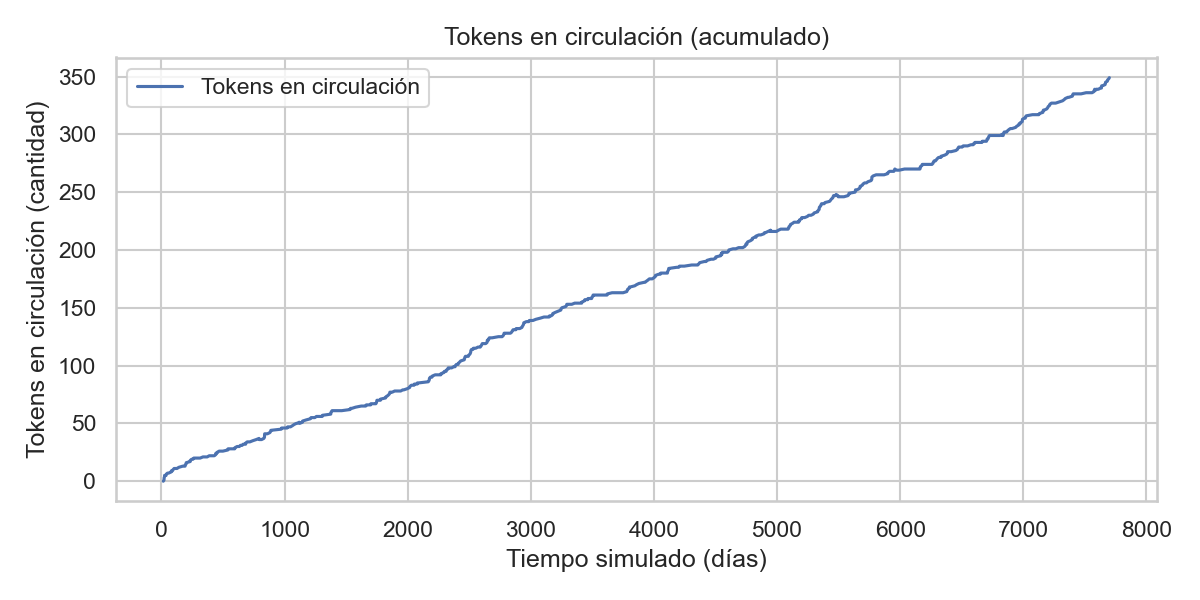 Tokens en circulación (acumulado)
Tokens en circulación
Tokens en circulación (cantidad)
350
300
250
200
150
100
50
0
0 1000 2000 3000 4000 5000 6000 7000 8000
Tiempo simulado (días)